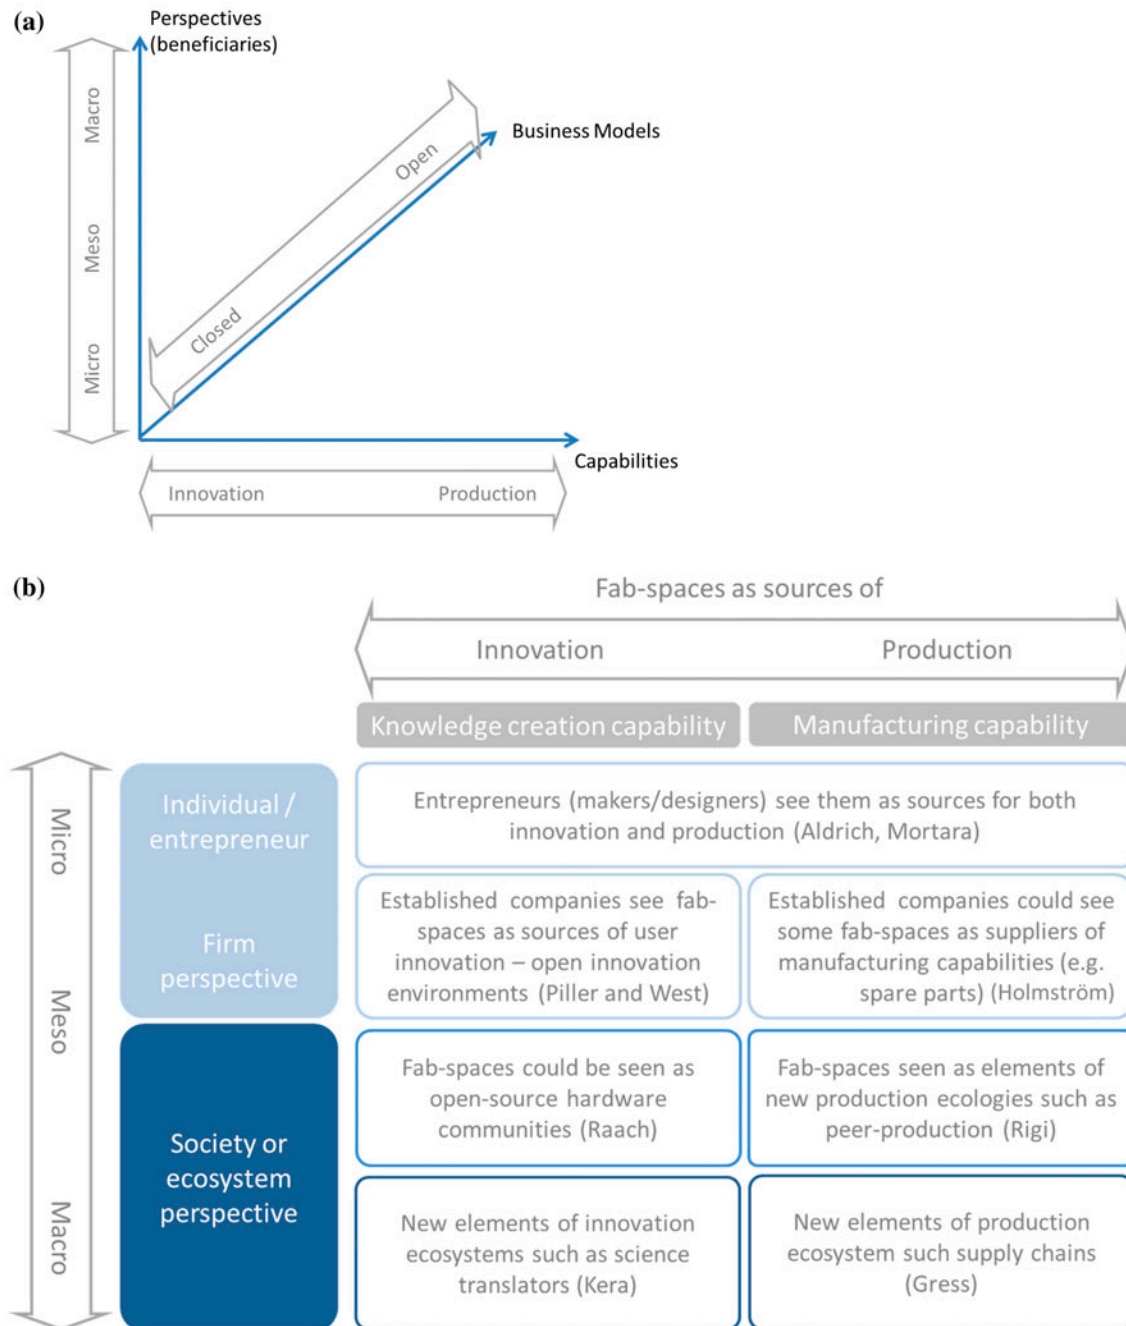 (a)
Perspectives
(beneficiaries)
Macro
Meso
Micro
Open
Closed
Business Models
Capabilities
Innovation
Production
(b)
Fab-spaces as sources of
Innovation
Production
Knowledge creation capability
Manufacturing capability
Micro
Meso
Macro
Individual /
entrepreneur
Firm
perspective
Society or
ecosystem
perspective
Entrepreneurs (makers/designers) see them as sources for both
innovation and production (Aldrich, Mortara)
Established companies see fab-
spaces as sources of user
innovation – open innovation
environments (Piller and West)
Established companies could see
some fab-spaces as suppliers of
manufacturing capabilities (e.g.
spare parts) (Holmström)
Fab-spaces could be seen as
open-source hardware
communities (Raach)
Fab-spaces seen as elements of
new production ecologies such as
peer-production (Rigi)
New elements of innovation
ecosystems such as science
translators (Kera)
New elements of production
ecosystem such supply chains
(Gress)